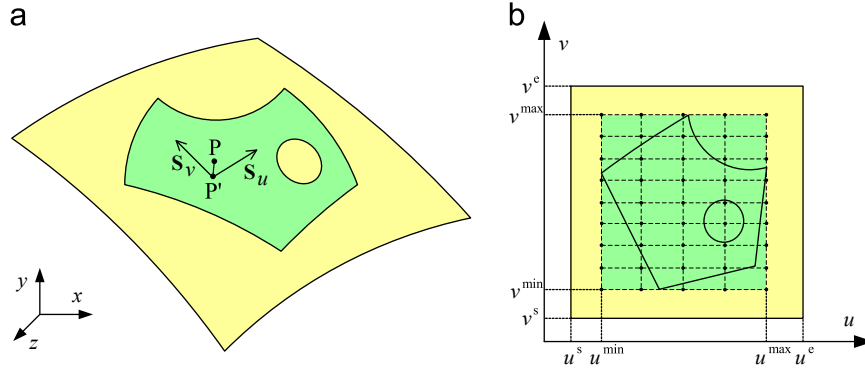 a
P
S_v
P'
S_u
y
x
z
b
v
v^e
v^max
v^min
v^s
u
u^s u^min u^max u^e